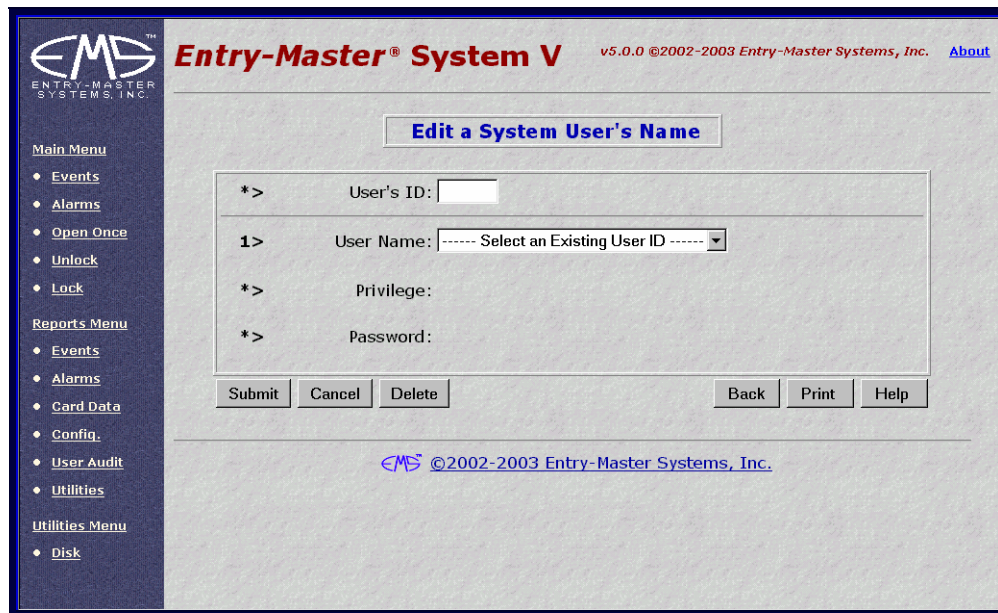 EMS™
ENTRY-MASTER
SYSTEMS, INC.
Entry-Master® System V
v5.0.0 ©2002-2003 Entry-Master Systems, Inc.
About
Main Menu
Events
Alarms
Open Once
Unlock
Lock
Reports Menu
Events
Alarms
Card Data
Config.
User Audit
Utilities
Utilities Menu
Disk
Edit a System User's Name
*> User's ID:
1> User Name: ------ Select an Existing User ID ------
*> Privilege:
*> Password:
Submit Cancel Delete Back Print Help
EMS™ ©2002-2003 Entry-Master Systems, Inc.